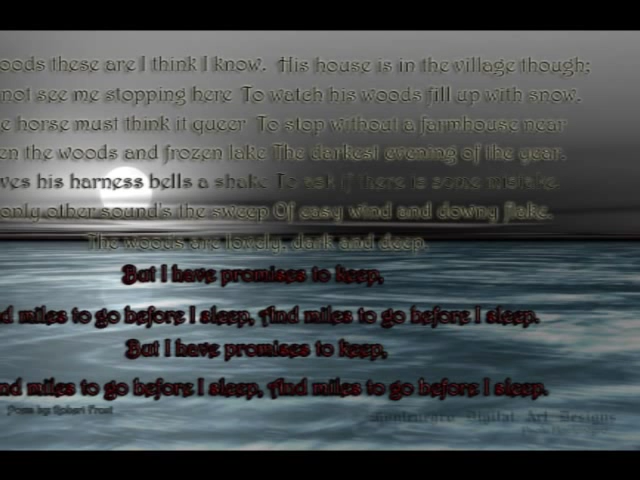 oods these are I think I know. His house is in the village though;
not see me stopping here To watch his woods fill up with snow.
e horse must think it queer To stop without a farmhouse near
en the woods and frozen lake The darkest evening of the year.
ves his harness bells a shake To ask if there is some mistake.
only other sound's the sweep Of easy wind and downy flake.
The woods are lovely, dark and deep.
But I have promises to keep,
nd miles to go before I sleep, And miles to go before I sleep.
But I have promises to keep,
nd miles to go before I sleep, And miles to go before I sleep.
Poem by: Robert Frost
Digital Art Designs